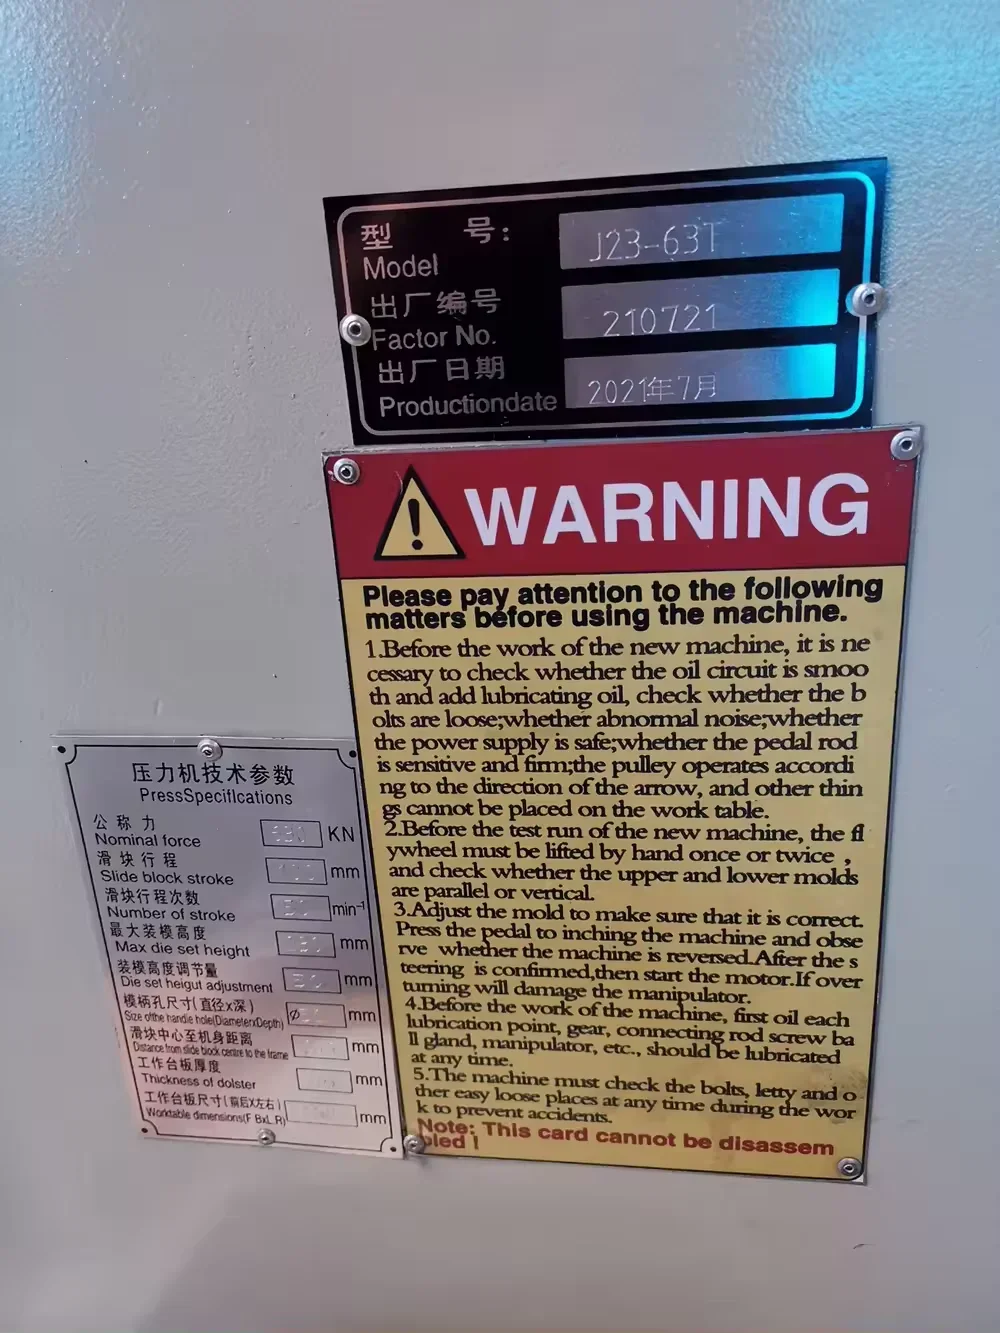 型 号: J23-63T
Model
出厂编号 210721
Factor No.
出厂日期 2021年7月
Productiondate
WARNING
Please pay attention to the following
matters before using the machine.
1.Before the work of the new machine, it is ne
cessary to check whether the oil circuit is smoo
th and add lubricating oil, check whether the b
olts are loose;whether abnormal noise;whether
the power supply is safe;whether the pedal rod
is sensitive and firm;the pulley operates accordi
ng to the direction of the arrow, and other thin
gs cannot be placed on the work table.
2.Before the test run of the new machine, the fl
ywheel must be lifted by hand once or twice ,
and check whether the upper and lower molds
are parallel or vertical.
3.Adjust the mold to make sure that it is correct.
Press the pedal to inching the machine and obse
rve whether the machine is reversed.After the s
teering is confirmed,then start the motor.If over
turning will damage the manipulator.
4.Before the work of the machine, first oil each
lubrication point, gear, connecting rod screw ba
ll gland, manipulator, etc., should be lubricated
at any time.
5.The machine must check the bolts, letty and o
ther easy loose places at any time during the wor
k to prevent accidents.
Note: This card cannot be disassem
bled !
压力机技术参数
PressSpecifications
公称力
Nominal force 630 KN
滑块行程
Slide block stroke mm
滑块行程次数
Number of stroke min-1
最大装模高度
Max die set height mm
装模高度调节量
Die set heigut adjustment 80 mm
模柄孔尺寸(直径X深)
Size ofthe handle hole(DiameterxDepth) Ø mm
滑块中心至机身距离
Distance from slide block centre to the frame mm
工作台板厚度
Thickness of dolster mm
工作台板尺寸(前后X左右)
Worktable dimensions(F BxL R) mm